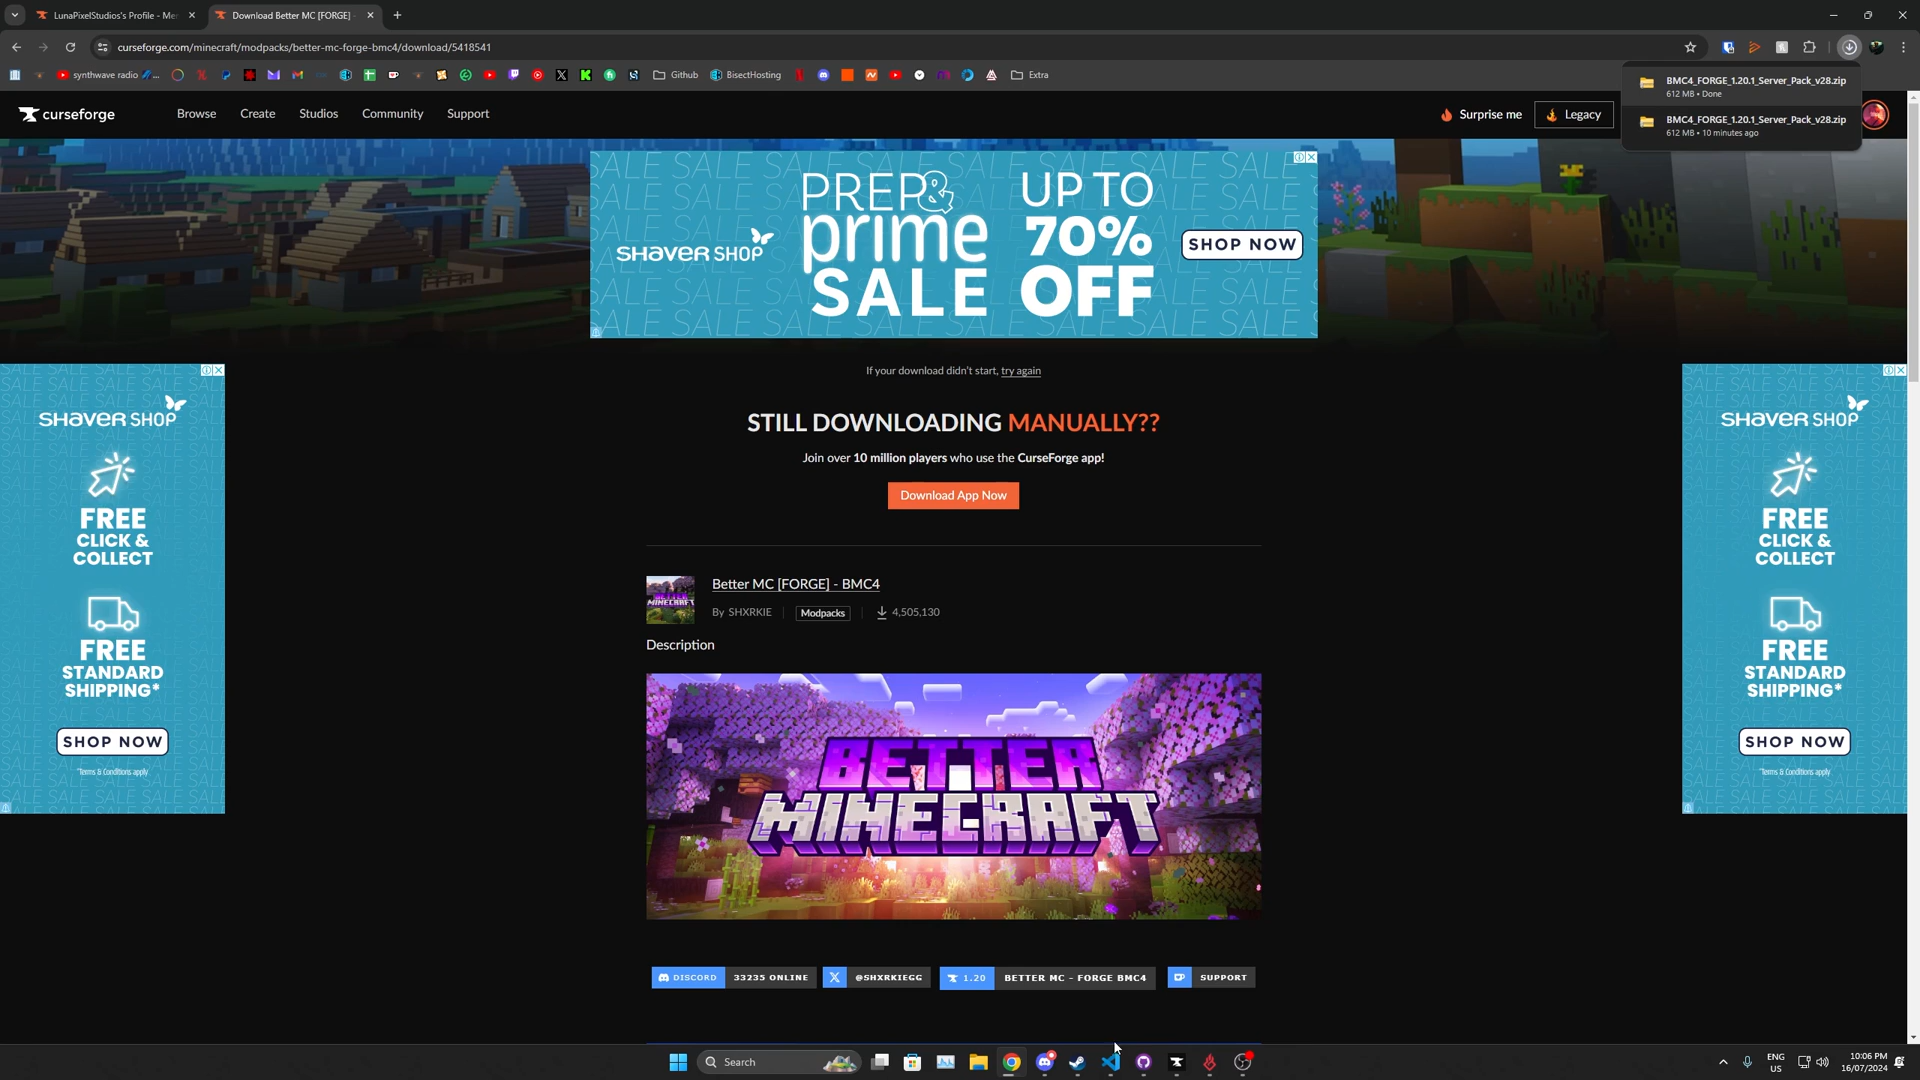 LunaPixelStudios's Profile - Me
Download Better MC [FORGE] -
curseforge.com/minecraft/modpacks/better-mc-forge-bmc4/download/5418541
synthwave radio
Github
BisectHosting
Extra
BMC4_FORGE_1.20.1_Server_Pack_v28.zip
612 MB • Done
BMC4_FORGE_1.20.1_Server_Pack_v28.zip
612 MB • 10 minutes ago
curseforge
Browse
Create
Studios
Community
Support
Surprise me
Legacy
SHAVER SHOP
PREP &
prime
SALE
UP TO
70%
OFF
SHOP NOW
If your download didn't start, try again
STILL DOWNLOADING MANUALLY??
Join over 10 million players who use the CurseForge app!
Download App Now
SHAVER SHOP
FREE
CLICK &
COLLECT
FREE
STANDARD
SHIPPING*
SHOP NOW
*Terms & Conditions apply
SHAVER SHOP
FREE
CLICK &
COLLECT
FREE
STANDARD
SHIPPING*
SHOP NOW
*Terms & Conditions apply
Better MC [FORGE] - BMC4
By SHXRKIE
Modpacks
4,505,130
Description
BETTER
MINECRAFT
DISCORD 33235 ONLINE
@SHXRKIEGG
1.20 BETTER MC - FORGE BMC4
SUPPORT
Search
ENG
US
10:06 PM
16/07/2024